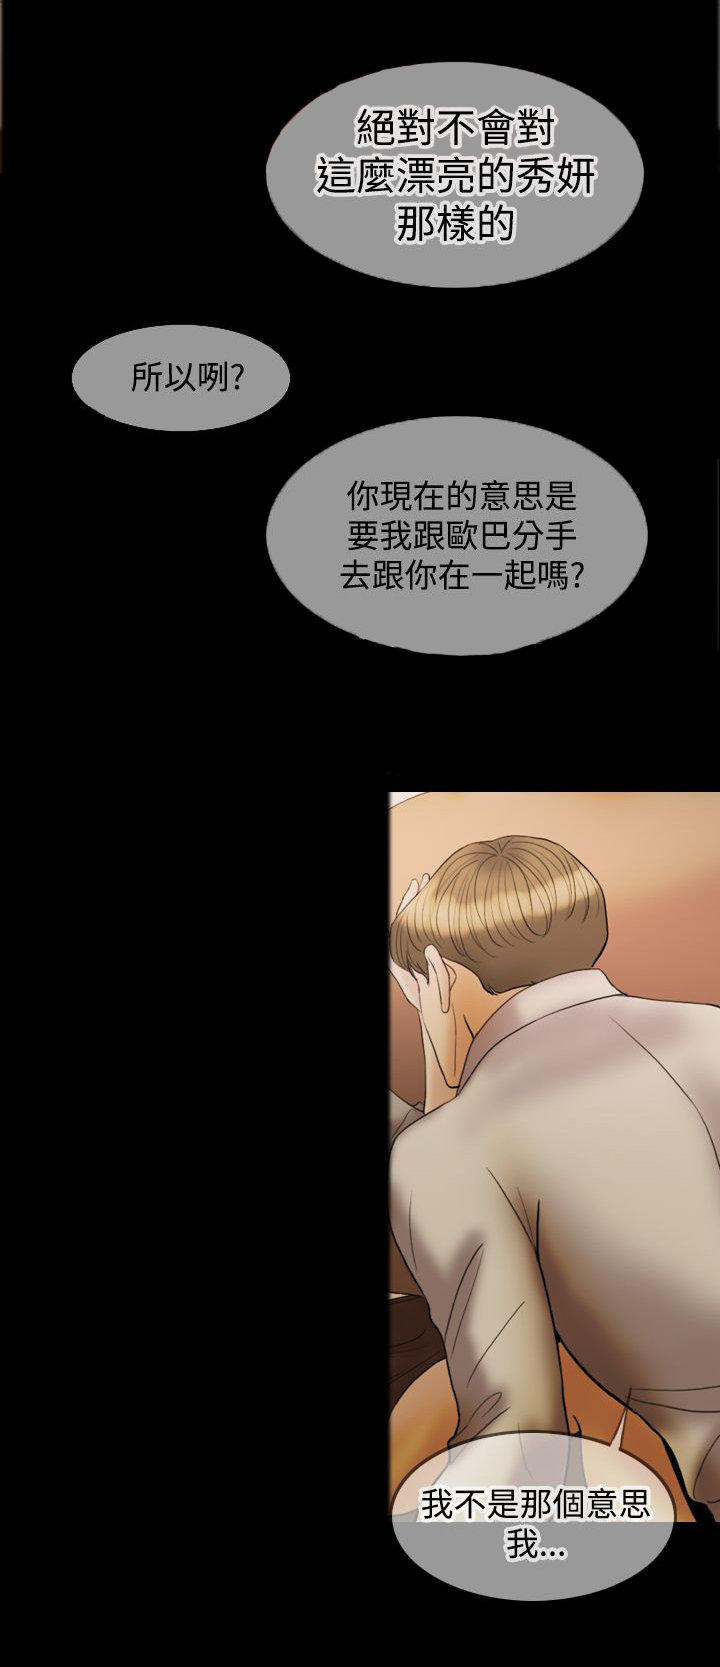 絕對不會對
這麼漂亮的秀妍
那樣的
所以咧?
你現在的意思是
要我跟歐巴分手
去跟你在一起嗎?
我不是那個意思
我...